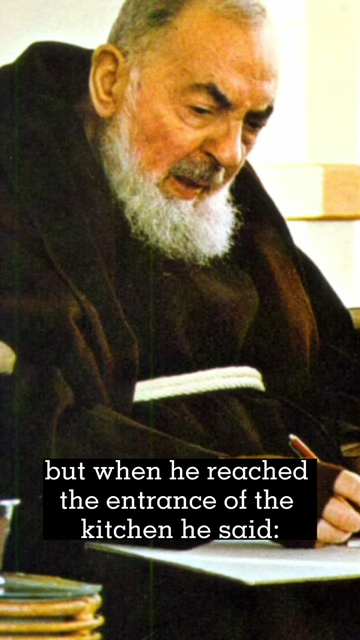 but when he reached
the entrance of the
kitchen he said: